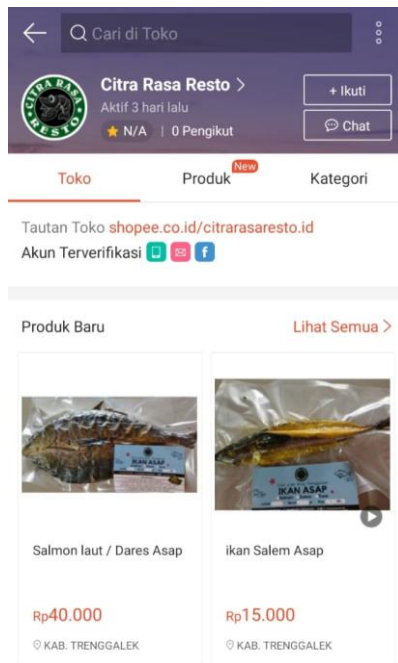 Cari di Toko
CITRA RASA
RESTO
Citra Rasa Resto >
Aktif 3 hari lalu
N/A | 0 Pengikut
+ Ikuti
Chat
Toko
Produk
New
Kategori
Tautan Toko shopee.co.id/citrarasaresto.id
Akun Terverifikasi
Produk Baru
Lihat Semua >
IKAN ASAP
IKAN ASAP
Salmon laut / Dares Asap
ikan Salem Asap
Rp40.000
Rp15.000
KAB. TRENGGALEK
KAB. TRENGGALEK